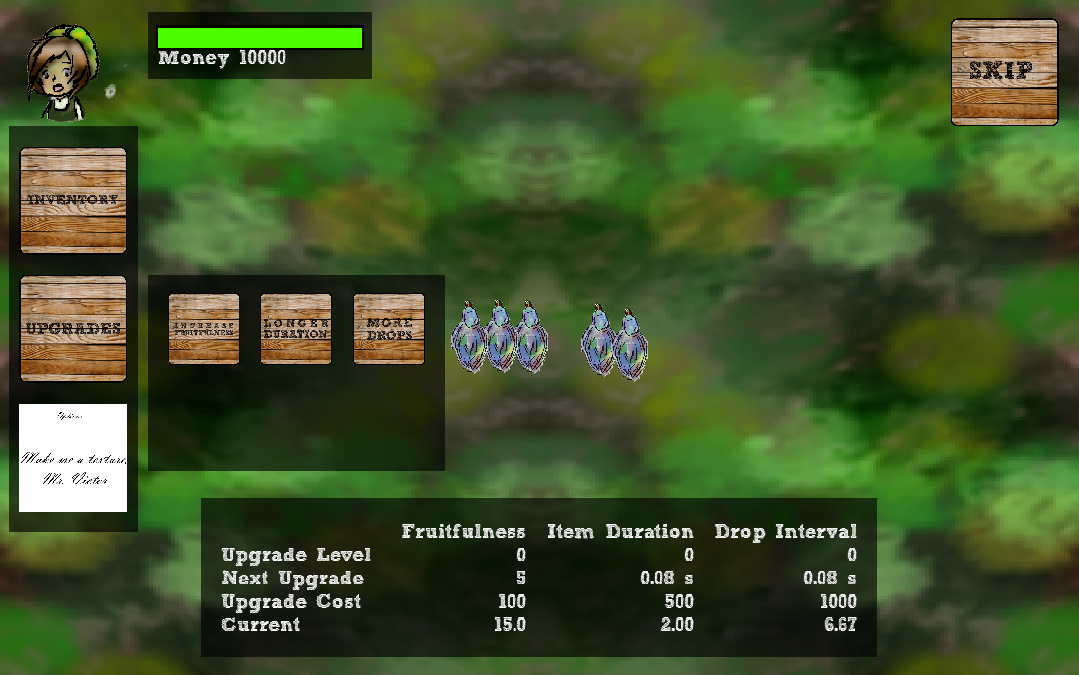 Money 10000
SKIP
INVENTORY
UPGRADES
INCREASE
FRUITFULNESS
LONGER
DURATION
MORE
DROPS
Options
Make me a texture,
Mr. Victor
Fruitfulness Item Duration Drop Interval
Upgrade Level 0 0 0
Next Upgrade 5 0.08 s 0.08 s
Upgrade Cost 100 500 1000
Current 15.0 2.00 6.67